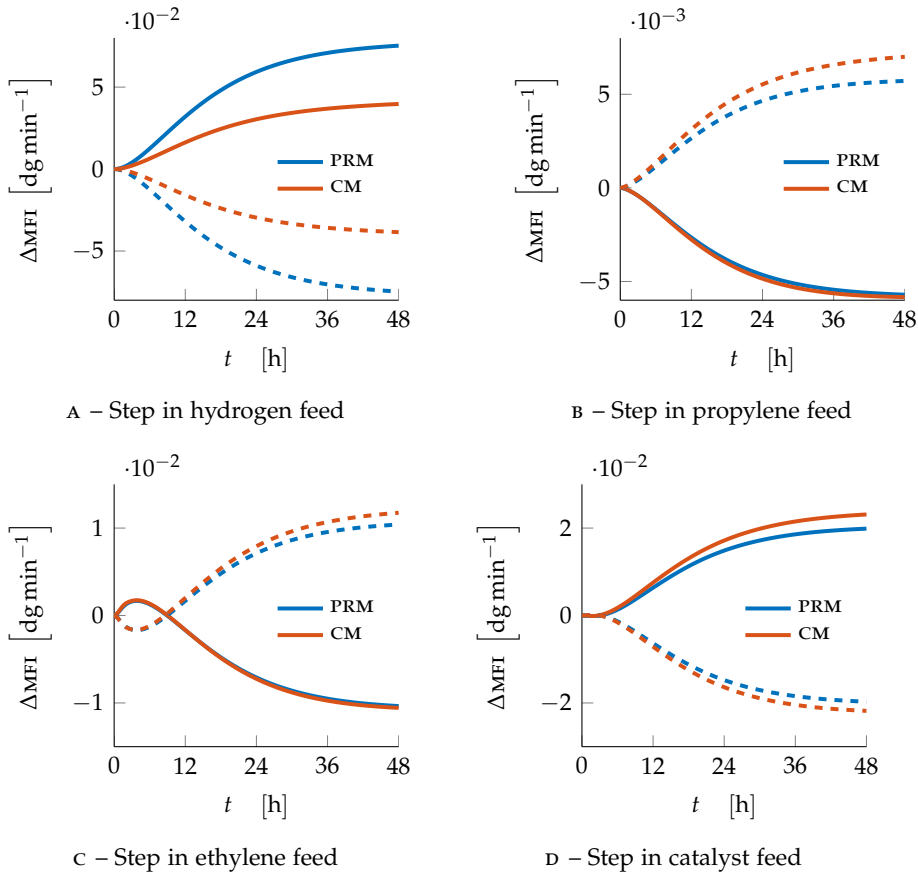 ·10−2
5
0
−5
0 12 24 36 48
t [h]
ΔMFI [dg min−1]
PRM
CM
A – Step in hydrogen feed
·10−3
5
0
−5
0 12 24 36 48
t [h]
ΔMFI [dg min−1]
PRM
CM
B – Step in propylene feed
·10−2
1
0
−1
0 12 24 36 48
t [h]
ΔMFI [dg min−1]
PRM
CM
C – Step in ethylene feed
·10−2
2
0
−2
0 12 24 36 48
t [h]
ΔMFI [dg min−1]
PRM
CM
D – Step in catalyst feed